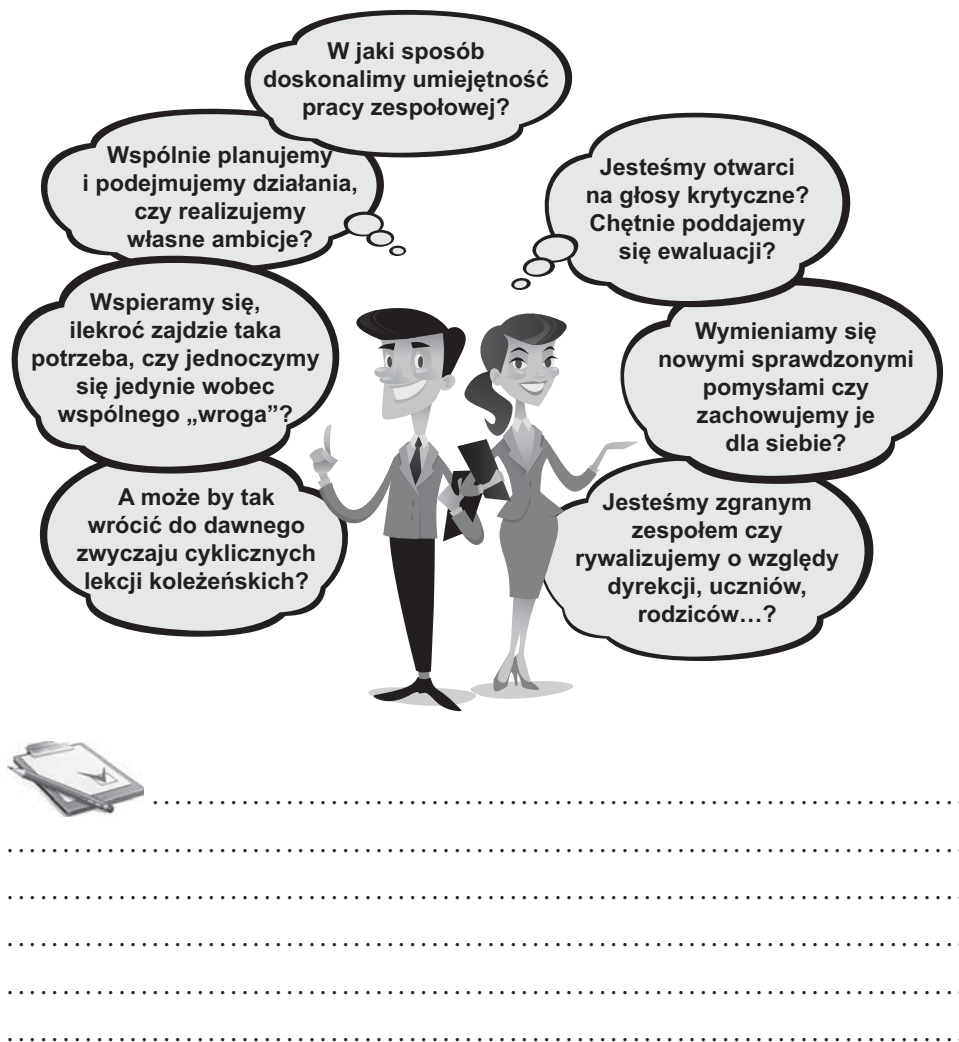 W jaki sposób
doskonalimy umiejętność
pracy zespołowej?
Wspólnie planujemy
i podejmujemy działania,
czy realizujemy
własne ambicje?
Wspieramy się,
ilekroć zajdzie taka
potrzeba, czy jednoczymy
się jedynie wobec
wspólnego „wroga”?
A może by tak
wrócić do dawnego
zwyczaju cyklicznych
lekcji koleżeńskich?
Jesteśmy otwarci
na głosy krytyczne?
Chętnie poddajemy
się ewaluacji?
Wymieniamy się
nowymi sprawdzonymi
pomysłami czy
zachowujemy je
dla siebie?
Jesteśmy zgranym
zespołem czy
rywalizujemy o względy
dyrekcji, uczniów,
rodziców…?